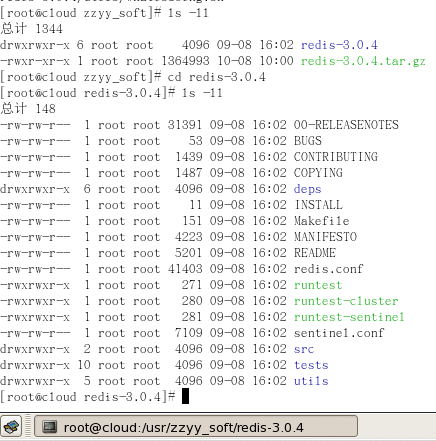 [root@cloud zzyy_soft]# ls -ll
总计 1344
drwxrwxr-x 6 root root    4096 09-08 16:02 redis-3.0.4
-rwxr-xr-x 1 root root 1364993 10-08 10:00 redis-3.0.4.tar.gz
[root@cloud zzyy_soft]# cd redis-3.0.4
[root@cloud redis-3.0.4]# ls -ll
总计 148
-rw-rw-r--  1 root root 31391 09-08 16:02 00-RELEASENOTES
-rw-rw-r--  1 root root    53 09-08 16:02 BUGS
-rw-rw-r--  1 root root  1439 09-08 16:02 CONTRIBUTING
-rw-rw-r--  1 root root  1487 09-08 16:02 COPYING
drwxrwxr-x  6 root root  4096 09-08 16:02 deps
-rw-rw-r--  1 root root    11 09-08 16:02 INSTALL
-rw-rw-r--  1 root root   151 09-08 16:02 Makefile
-rw-rw-r--  1 root root  4223 09-08 16:02 MANIFESTO
-rw-rw-r--  1 root root  5201 09-08 16:02 README
-rw-rw-r--  1 root root 41403 09-08 16:02 redis.conf
-rwxrwxr-x  1 root root   271 09-08 16:02 runtest
-rwxrwxr-x  1 root root   280 09-08 16:02 runtest-cluster
-rwxrwxr-x  1 root root   281 09-08 16:02 runtest-sentinel
-rw-rw-r--  1 root root  7109 09-08 16:02 sentinel.conf
drwxrwxr-x  2 root root  4096 09-08 16:02 src
drwxrwxr-x 10 root root  4096 09-08 16:02 tests
drwxrwxr-x  5 root root  4096 09-08 16:02 utils
[root@cloud redis-3.0.4]#
root@cloud:/usr/zzyy_soft/redis-3.0.4